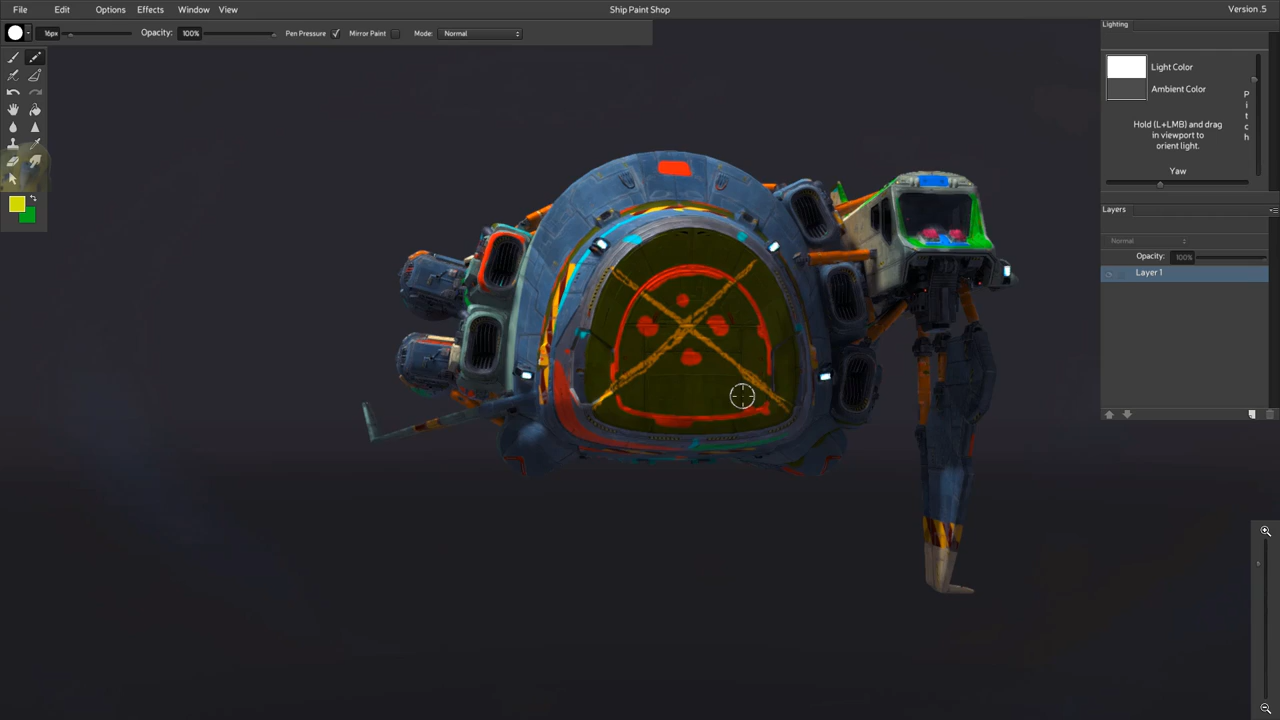 File Edit Options Effects Window View Ship Paint Shop Version .5
16px Opacity: 100% Pen Pressure Mirror Paint Mode: Normal
Lighting
Light Color
Ambient Color
Hold (L+LMB) and drag
in viewport to
orient light.
Pitch
Yaw
Layers
Normal
Opacity: 100%
Layer 1